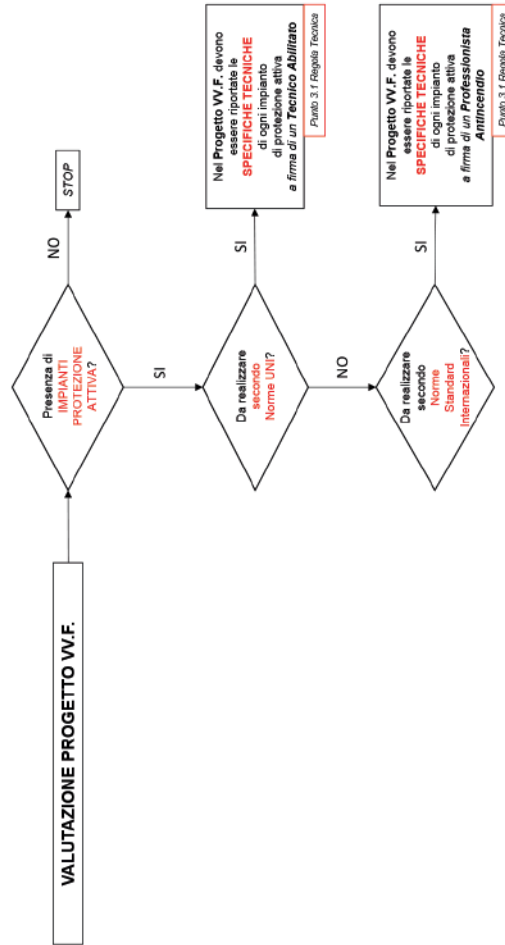 VALUTAZIONE PROGETTO VV.F.
Presenza di
IMPIANTI
PROTEZIONE
ATTIVA?
NO
STOP
SI
Da realizzare
secondo
Norme UNI?
SI
Nel Progetto VV.F. devono
essere riportate le
SPECIFICHE TECNICHE
di ogni impianto
di protezione attiva
a firma di un Tecnico Abilitato
Punto 3.1 Regola Tecnica
NO
Da realizzare
secondo
Norme
Standard
Internazionali?
SI
Nel Progetto VV.F. devono
essere riportate le
SPECIFICHE TECNICHE
di ogni impianto
di protezione attiva
a firma di un Professionista
Antincendio
Punto 3.1 Regola Tecnica